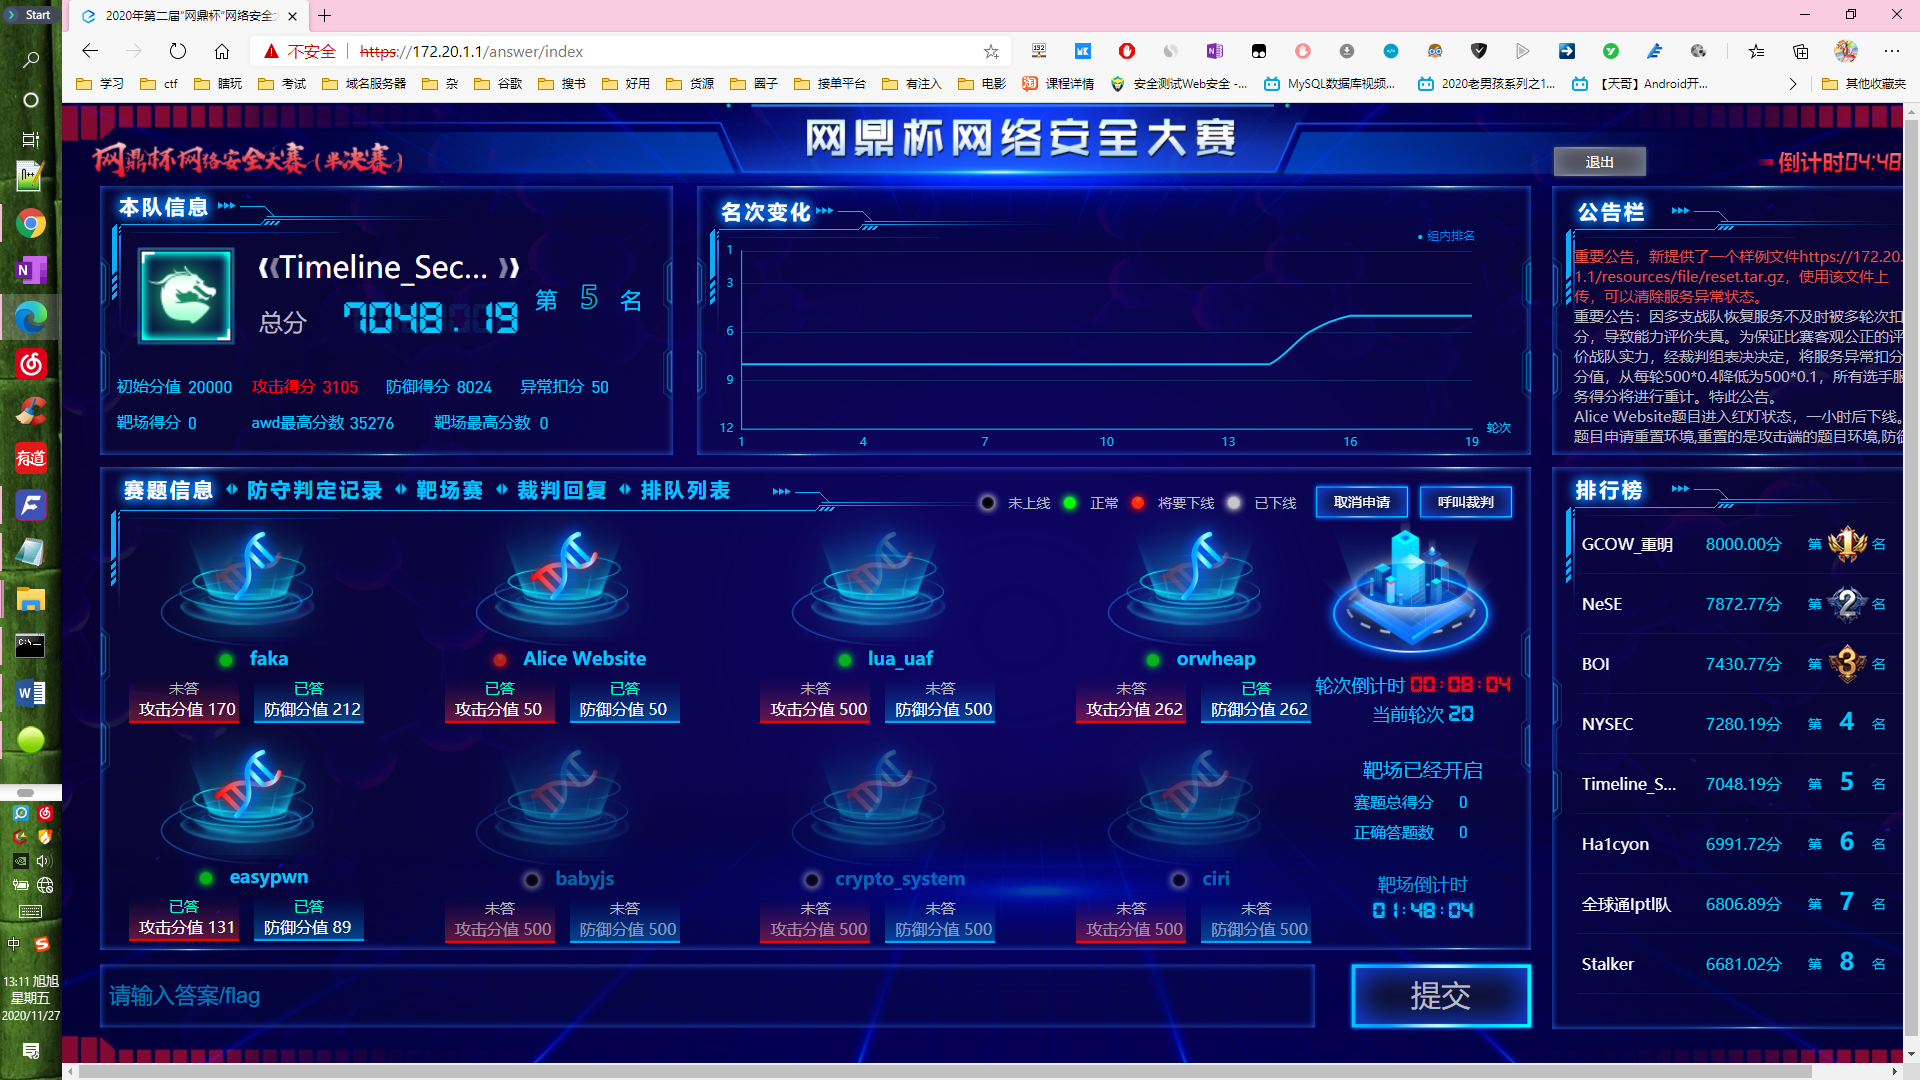 Start
2020年第二届“网鼎杯”网络安全
不安全
https://172.20.1.1/answer/index
学习
ctf
瞎玩
考试
域名服务器
杂
谷歌
搜书
好用
货源
圈子
接单平台
有注入
电影
课程详情
安全测试Web安全 -...
MySQL数据库视频...
2020老男孩系列之1...
【天哥】Android开...
其他收藏夹
网鼎杯网络安全大赛
网鼎杯网络安全大赛（半决赛）
退出
倒计时04:48
本队信息
Timeline_Sec...
总分 7048.19
第 5 名
初始分值 20000
攻击得分 3105
防御得分 8024
异常扣分 50
靶场得分 0
awd最高分数 35276
靶场最高分数 0
名次变化
组内排名
1
3
6
9
12
1
4
7
10
13
16
19
轮次
公告栏
重要公告，新提供了一个样例文件https://172.20.
1.1/resources/file/reset.tar.gz，使用该文件上
传，可以清除服务异常状态。
重要公告：因多支战队恢复服务不及时被多轮次扣
分，导致能力评价失真。为保证比赛客观公正的评
价战队实力，经裁判组表决决定，将服务异常扣分
分值，从每轮500*0.4降低为500*0.1，所有选手服
务得分将进行重计。特此公告。
Alice Website题目进入红灯状态，一小时后下线。
题目申请重置环境,重置的是攻击端的题目环境,防御
赛题信息
防守判定记录
靶场赛
裁判回复
排队列表
未上线
正常
将要下线
已下线
取消申请
呼叫裁判
faka
未答
攻击分值 170
已答
防御分值 212
Alice Website
已答
攻击分值 50
已答
防御分值 50
lua_uaf
未答
攻击分值 500
未答
防御分值 500
orwheap
未答
攻击分值 262
已答
防御分值 262
easypwn
已答
攻击分值 131
已答
防御分值 89
babyjs
未答
攻击分值 500
未答
防御分值 500
crypto_system
未答
攻击分值 500
未答
防御分值 500
ciri
未答
攻击分值 500
未答
防御分值 500
轮次倒计时 00:08:04
当前轮次 20
靶场已经开启
赛题总得分 0
正确答题数 0
靶场倒计时
01:48:04
排行榜
GCOW_重明 8000.00分 第 1 名
NeSE 7872.77分 第 2 名
BOI 7430.77分 第 3 名
NYSEC 7280.19分 第 4 名
Timeline_S... 7048.19分 第 5 名
Ha1cyon 6991.72分 第 6 名
全球通lptl队 6806.89分 第 7 名
Stalker 6681.02分 第 8 名
请输入答案/flag
提交
有道
中
13:11 旭旭
星期五
2020/11/27